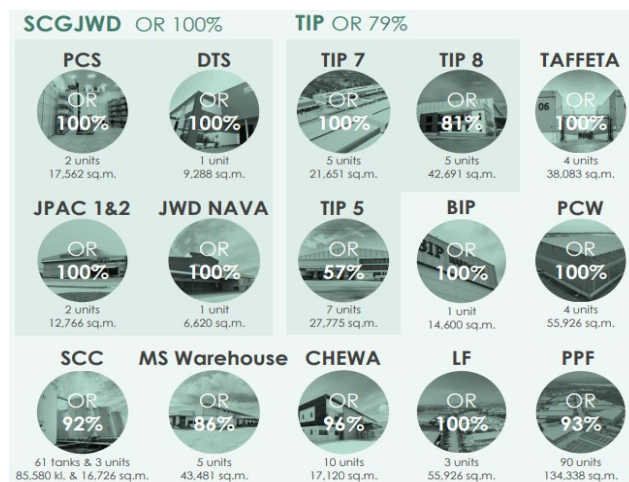 SCGJWD OR 100%
TIP OR 79%
PCS
OR
100%
2 units
17,562 sq.m.
DTS
OR
100%
1 unit
9,288 sq.m.
TIP 7
OR
100%
5 units
21,651 sq.m.
TIP 8
OR
81%
5 units
42,691 sq.m.
TAFFETA
06
OR
100%
4 units
38,083 sq.m.
JPAC 1&2
OR
100%
2 units
12,766 sq.m.
JWD NAVA
OR
100%
1 unit
6,620 sq.m.
TIP 5
OR
57%
7 units
27,775 sq.m.
BIP
OR
BIP
100%
1 unit
14,600 sq.m.
PCW
OR
100%
4 units
55,926 sq.m.
SCC
OR
92%
61 tanks & 3 units
85,580 kl. & 16,726 sq.m.
MS Warehouse
OR
86%
5 units
43,481 sq.m.
CHEWA
OR
96%
10 units
17,120 sq.m.
LF
OR
100%
3 units
55,926 sq.m.
PPF
OR
93%
90 units
134,338 sq.m.